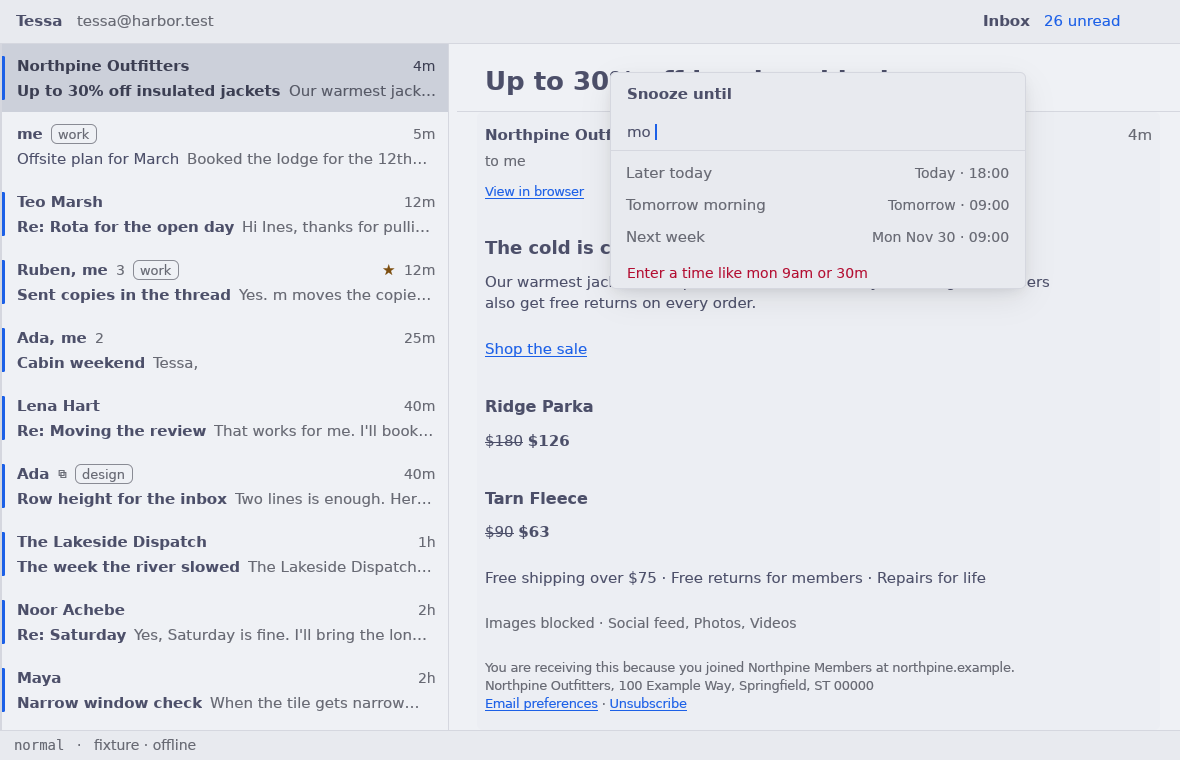 Tessa tessa@harbor.test
Inbox 26 unread
Northpine Outfitters 4m
Up to 30% off insulated jackets Our warmest jack…
me work 5m
Offsite plan for March Booked the lodge for the 12th…
Teo Marsh 12m
Re: Rota for the open day Hi Ines, thanks for pulli…
Ruben, me 3 work ★ 12m
Sent copies in the thread Yes. m moves the copie…
Ada, me 2 25m
Cabin weekend Tessa,
Lena Hart 40m
Re: Moving the review That works for me. I'll book…
Ada ⧉ design 40m
Row height for the inbox Two lines is enough. Her…
The Lakeside Dispatch 1h
The week the river slowed The Lakeside Dispatch…
Noor Achebe 2h
Re: Saturday Yes, Saturday is fine. I'll bring the lon…
Maya 2h
Narrow window check When the tile gets narrow…
Up to 30
Northpine Outf 4m
to me
View in browser
Snooze until
mo
Later today Today · 18:00
Tomorrow morning Tomorrow · 09:00
Next week Mon Nov 30 · 09:00
Enter a time like mon 9am or 30m
The cold is c
Our warmest jac ers
also get free returns on every order.
Shop the sale
Ridge Parka
$180 $126
Tarn Fleece
$90 $63
Free shipping over $75 · Free returns for members · Repairs for life
Images blocked · Social feed, Photos, Videos
You are receiving this because you joined Northpine Members at northpine.example.
Northpine Outfitters, 100 Example Way, Springfield, ST 00000
Email preferences · Unsubscribe
normal · fixture · offline